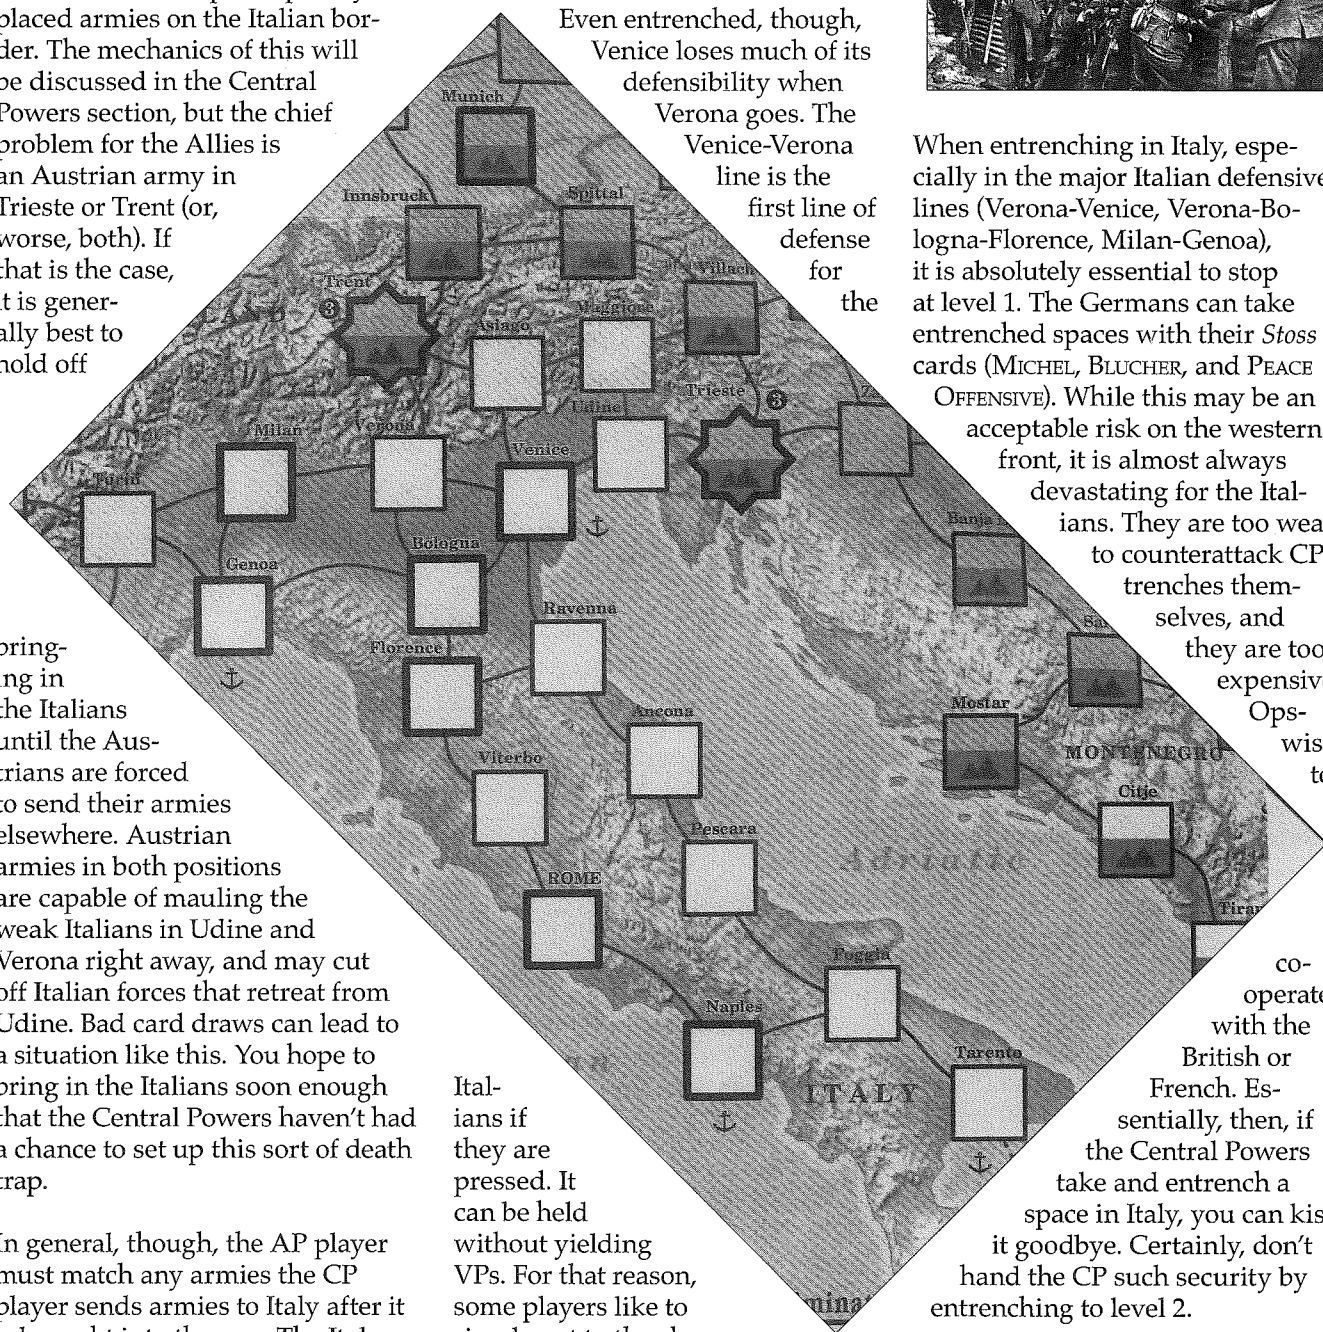 placed armies on the Italian bor-
der. The mechanics of this will
be discussed in the Central
Powers section, but the chief
problem for the Allies is
an Austrian army in
Trieste or Trent (or,
worse, both). If
that is the case,
it is gener-
ally best to
hold off
bring-
ing in
the Italians
until the Aus-
trians are forced
to send their armies
elsewhere. Austrian
armies in both positions
are capable of mauling the
weak Italians in Udine and
Verona right away, and may cut
off Italian forces that retreat from
Udine. Bad card draws can lead to
a situation like this. You hope to
bring in the Italians soon enough
that the Central Powers haven't had
a chance to set up this sort of death
trap.
In general, though, the AP player
must match any armies the CP
player sends armies to Italy after it
Even entrenched, though,
Venice loses much of its
defensibility when
Verona goes. The
Venice-Verona
line is the
first line of
defense
for
the
Ital-
ians if
they are
pressed. It
can be held
without yielding
VPs. For that reason,
some players like to
When entrenching in Italy, espe-
cially in the major Italian defensive
lines (Verona-Venice, Verona-Bo-
logna-Florence, Milan-Genoa),
it is absolutely essential to stop
at level 1. The Germans can take
entrenched spaces with their Stoss
cards (MICHEL, BLUCHER, and PEACE
OFFENSIVE). While this may be an
acceptable risk on the western
front, it is almost always
devastating for the Ital-
ians. They are too wea
to counterattack CP
trenches them-
selves, and
they are too
expensive
Ops-
wis
to
co-
operate
with the
British or
French. Es-
sentially, then, if
the Central Powers
take and entrench a
space in Italy, you can kis
it goodbye. Certainly, don't
hand the CP such security by
entrenching to level 2.
Munich
Innsbruck
Spittal
Villach
Trent
3
Asiago
Maggiore
Trieste
3
Udine
Verona
Milan
Venice
Turin
Bologna
Genoa
Banja
Ravenna
Florence
Ancona
Mostar
MONTENEGRO
Viterbo
Citje
Pescara
Adriatic
ROME
Foggia
Naples
Tarento
ITALY